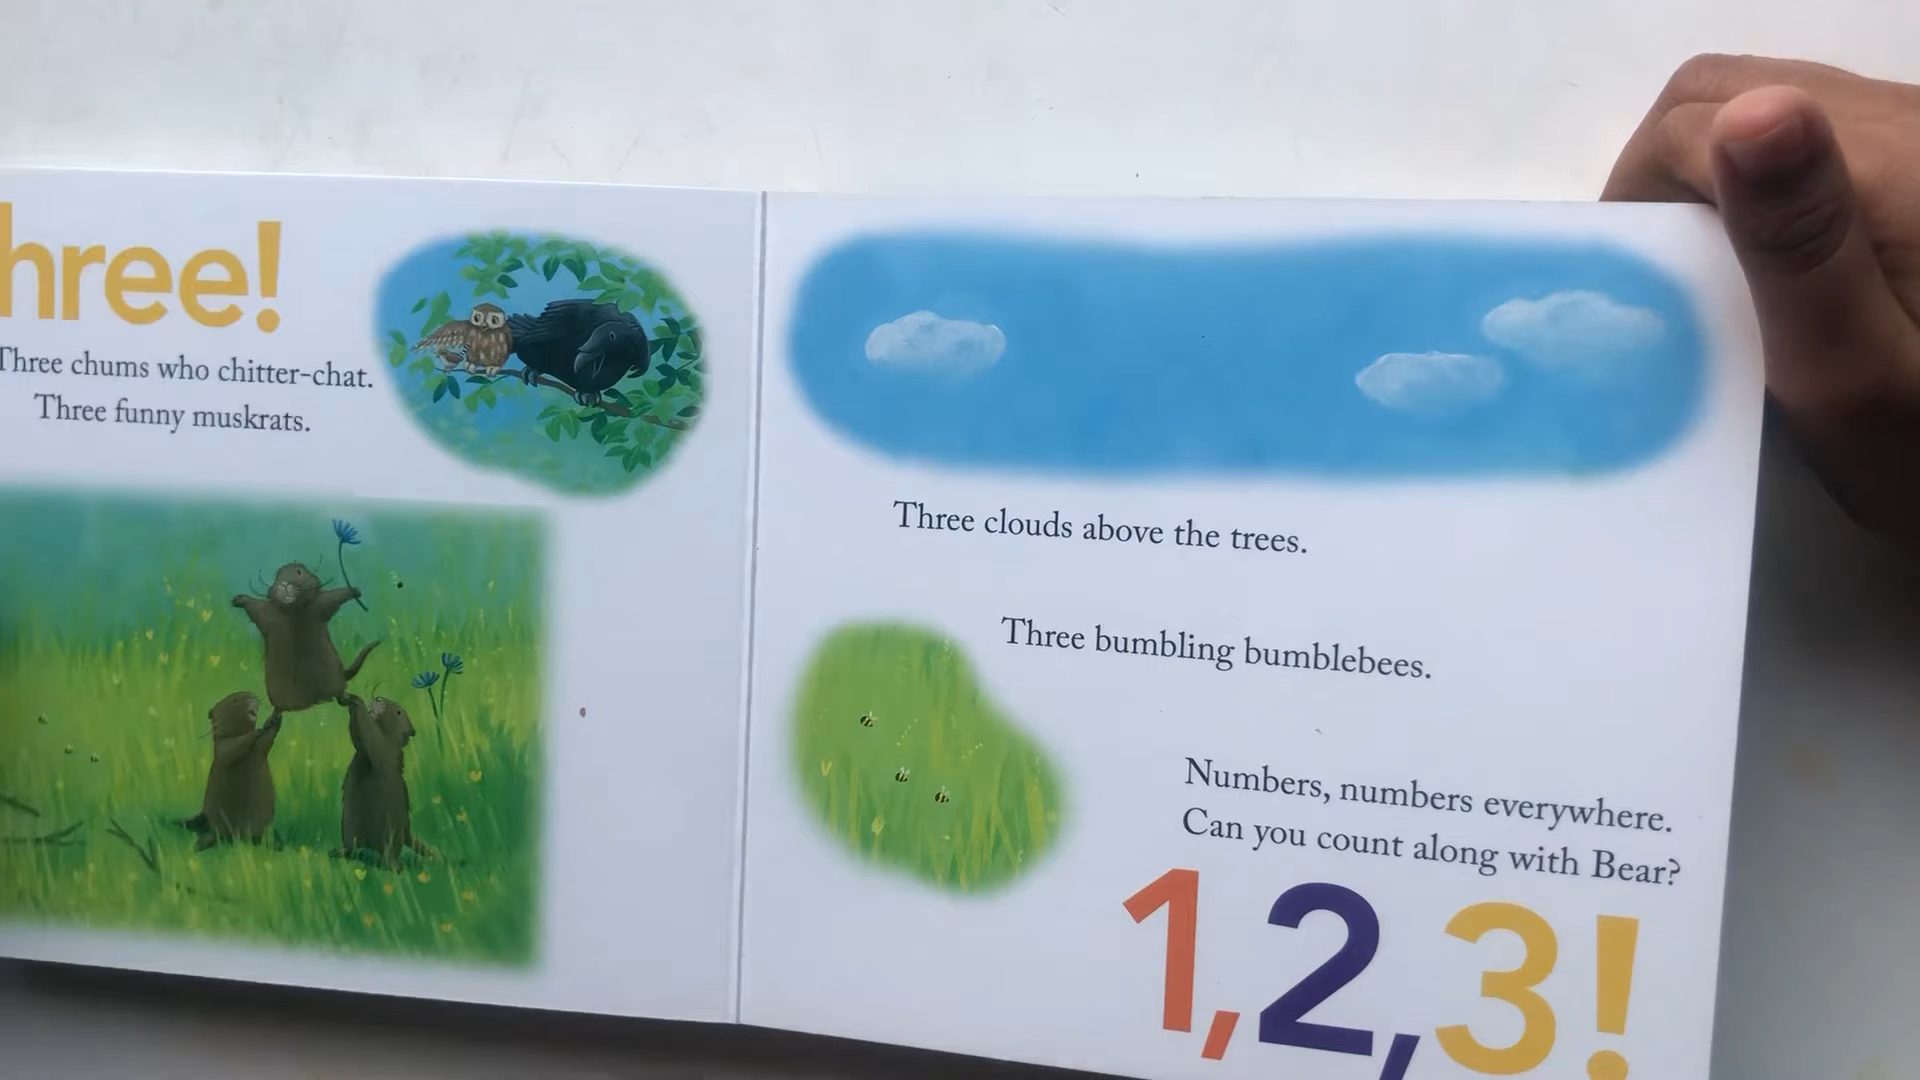 hree!
Three chums who chitter-chat.
Three funny muskrats.
Three clouds above the trees.
Three bumbling bumblebees.
Numbers, numbers everywhere.
Can you count along with Bear?
1,2,3!